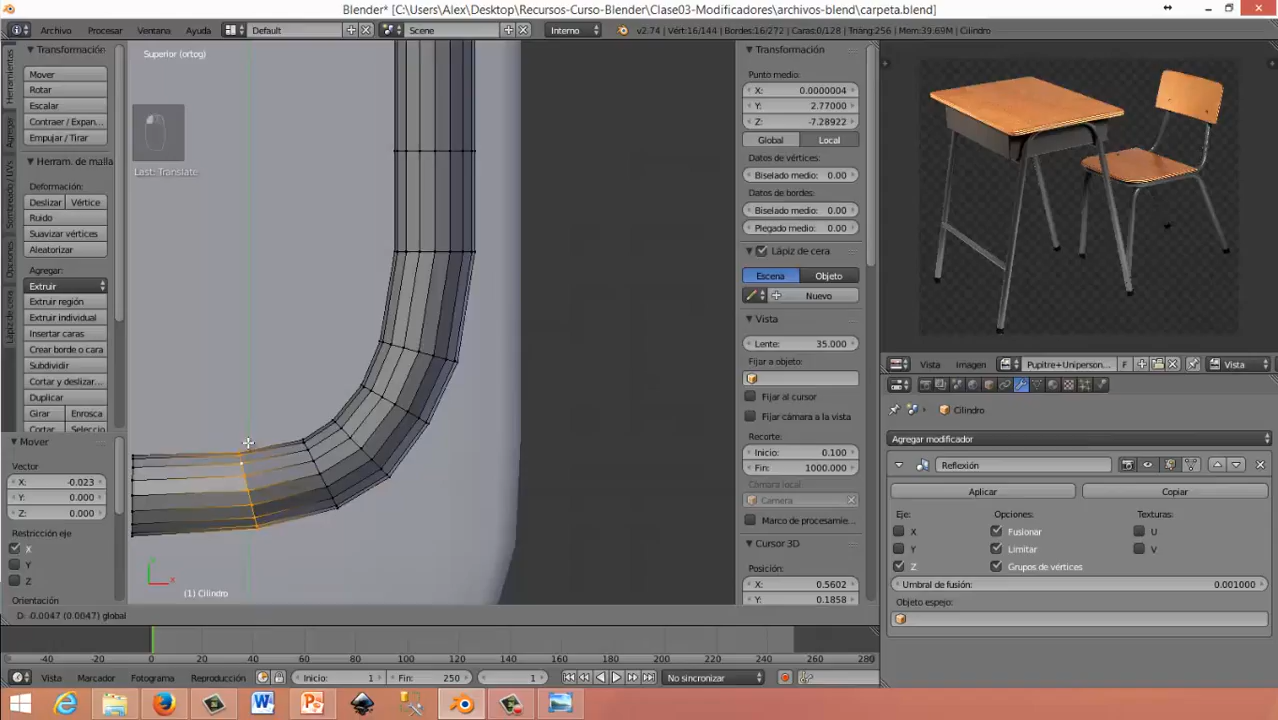 Blender* [C:\Users\Alex\Desktop\Recursos-Curso-Blender\Clase03-Modificadores\archivos-blend\carpeta.blend]
Archivo Procesar Ventana Ayuda Default Scene Interno v2.74 | Vért:16/144 | Bordes:16/272 | Caras:0/128 | Triáng:256 | Mem:39.69M | Cilindro
Transformación
Mover
Rotar
Escalar
Contraer / Expan...
Empujar / Tirar
Herram. de malla
Deformación:
Deslizar Vértice
Ruido
Suavizar vértices
Aleatorizar
Agregar:
Extruir
Extruir región
Extruir individual
Insertar caras
Crear borde o cara
Subdividir
Cortar y deslizar...
Cortar
Duplicar
Girar Enrosca
Herramientas
Agregar
Sombreado / UVs
Opciones
Lápiz de cera
Mover
Vector
X: -0.023
Y: 0.000
Z: 0.000
Restricción eje
X
Y
Z
Orientación
Superior (ortog)
Last: Translate
(1) Cilindro
D: -0.0047 (0.0047) global
Transformación
Punto medio:
X: 0.0000004
Y: 2.77000
Z: -7.28922
Global Local
Datos de vértices:
Biselado medio: 0.00
Datos de bordes:
Biselado medio: 0.00
Plegado medio: 0.00
Lápiz de cera
Escena Objeto
Nuevo
Vista
Lente: 35.000
Fijar a objeto:
Fijar al cursor
Fijar cámara a la vista
Recorte:
Inicio: 0.100
Fin: 1000.000
Cámara local
Camera
Marco de procesamie...
Cursor 3D
Posición:
X: 0.5602
Y: 0.1858
Vista Imagen Pupitre+Uniperson... F Vista
Cilindro
Agregar modificador
Reflexión
Aplicar Copiar
Eje: Opciones: Texturas:
X Fusionar U
Y Limitar V
Z Grupos de vértices
Umbral de fusión: 0.001000
Objeto espejo:
-40 -20 0 20 40 60 80 100 120 140 160 180 200 220 240 260 280
Vista Marcador Fotograma Reproducción Inicio: 1 Fin: 250 1 No sincronizar